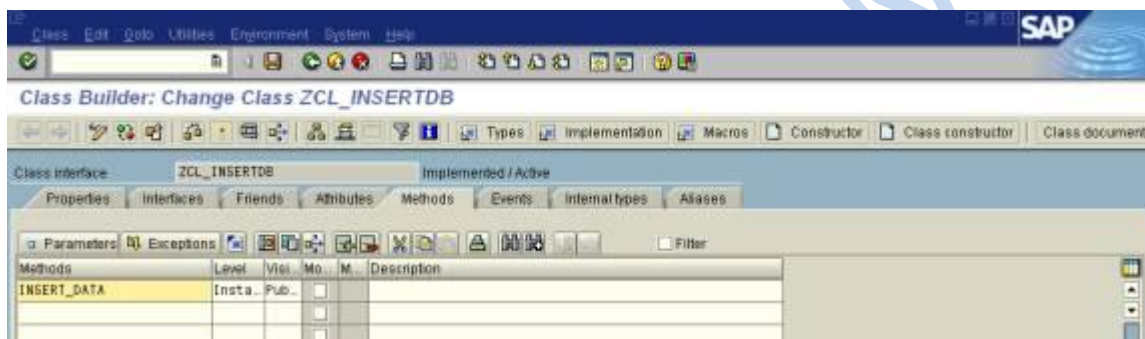 Class Edit Goto Utilities Environment System Help
SAP
Class Builder: Change Class ZCL_INSERTDB
Types Implementation Macros Constructor Class constructor Class document
Class interface ZCL_INSERTDB Implemented / Active
Properties Interfaces Friends Attributes Methods Events Internal types Aliases
Parameters Exceptions Filter
Methods Level Visi.. Mo.. M.. Description
INSERT_DATA Insta.. Pub..